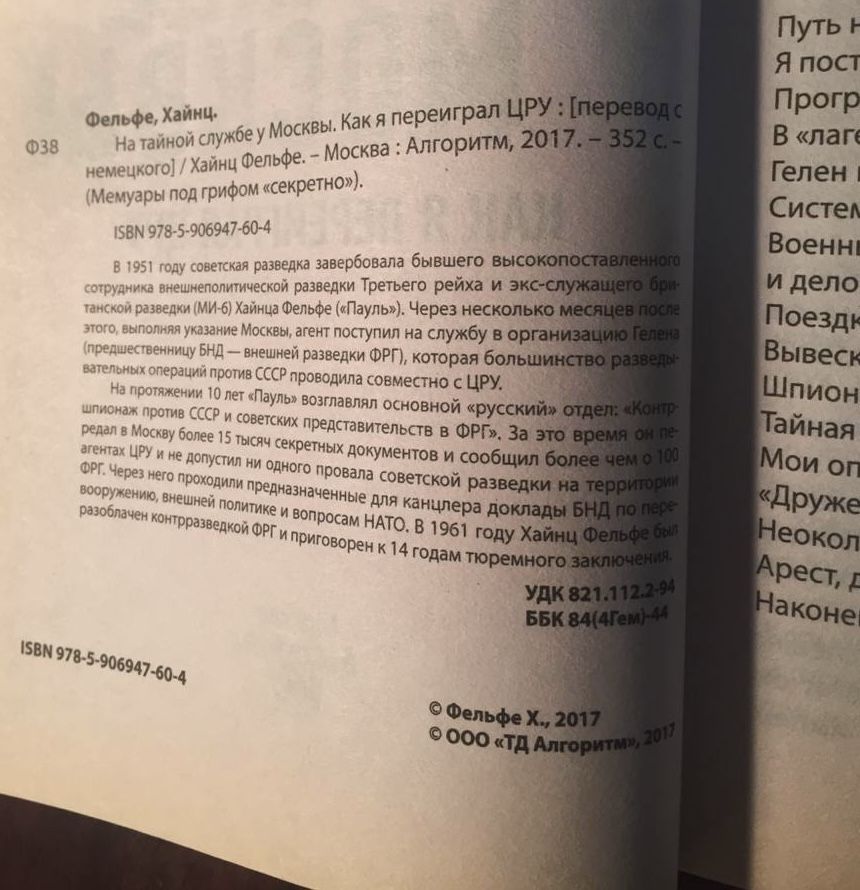 Фельфе, Хайнц.
Ф38
На тайной службе у Москвы. Как я переиграл ЦРУ : [перевод с
немецкого] / Хайнц Фельфе. – Москва : Алгоритм, 2017. – 352 с. –
(Мемуары под грифом «секретно»).
ISBN 978-5-906947-60-4
В 1951 году советская разведка завербовала бывшего высокопоставленного
сотрудника внешнеполитической разведки Третьего рейха и экс-служащего бри-
танской разведки (МИ-6) Хайнца Фельфе («Пауль»). Через несколько месяцев после
этого, выполняя указание Москвы, агент поступил на службу в организацию Гелена
(предшественницу БНД — внешней разведки ФРГ), которая большинство разведы-
вательных операций против СССР проводила совместно с ЦРУ.
На протяжении 10 лет «Пауль» возглавлял основной «русский» отдел: «Контр-
шпионаж против СССР и советских представительств в ФРГ». За это время он пе-
редал в Москву более 15 тысяч секретных документов и сообщил более чем о 100
агентах ЦРУ и не допустил ни одного провала советской разведки на территории
ФРГ. Через него проходили предназначенные для канцлера доклады БНД по пере-
вооружению, внешней политике и вопросам НАТО. В 1961 году Хайнц Фельфе был
разоблачен контрразведкой ФРГ и приговорен к 14 годам тюремного заключения.
УДК 821.112.2-94
ББК 84(4Гем)-44
ISBN 978-5-906947-60-4
© Фельфе Х., 2017
© ООО «ТД Алгоритм», 2017
Путь н
Я пост
Прогр
В «лаге
Гелен
Систем
Военн
и дело
Поездк
Вывеск
Шпион
Тайная
Мои оп
«Друже
Неокол
Арест, д
Наконе